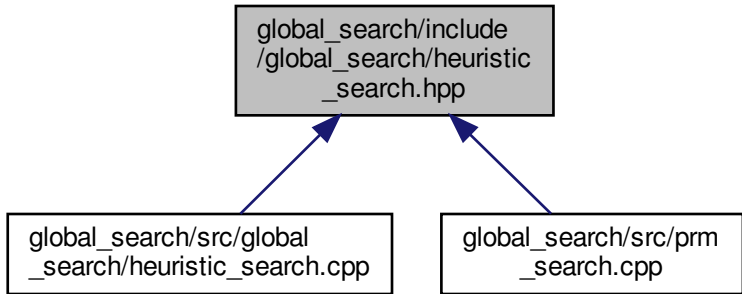 global_search/include
/global_search/heuristic
_search.hpp
global_search/src/global
_search/heuristic_search.cpp
global_search/src/prm
_search.cpp